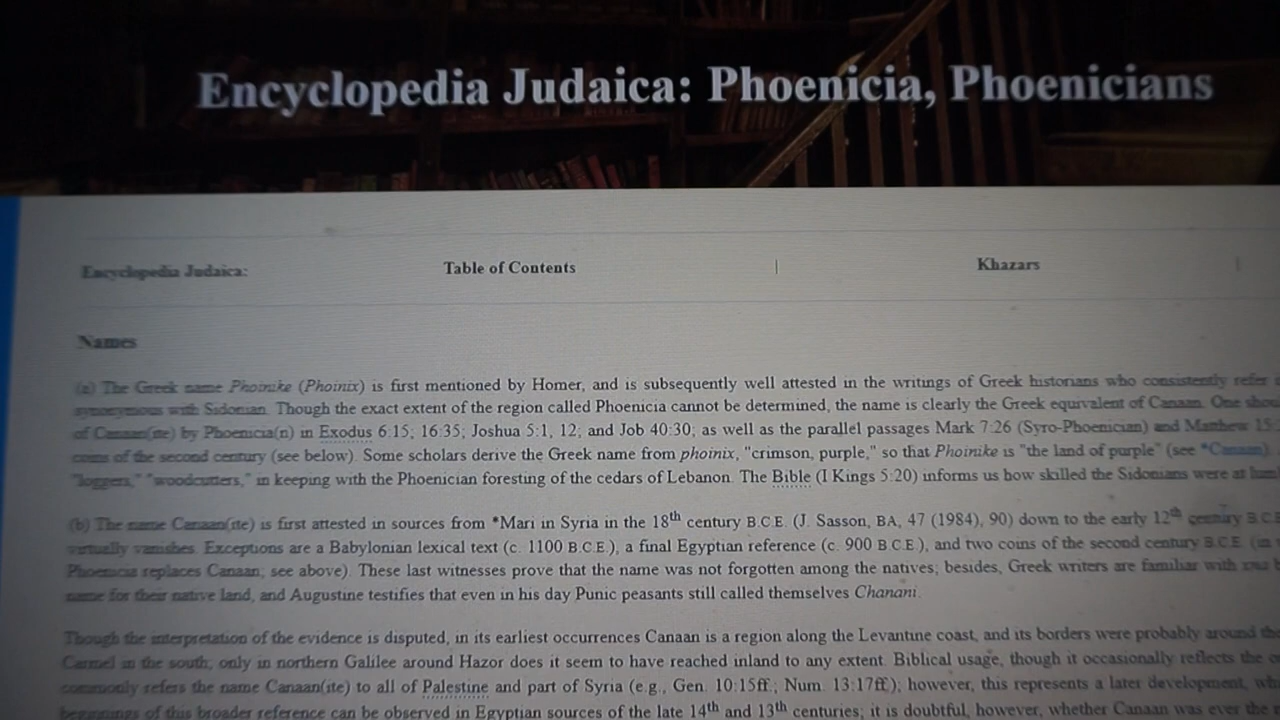 Encyclopedia Judaica: Phoenicia, Phoenicians
Encyclopedia Judaica: Table of Contents | Khazars |
Names
(a) The Greek name Phoinike (Phoinix) is first mentioned by Homer, and is subsequently well attested in the writings of Greek historians who consistently refer
synonymous with Sidonian. Though the exact extent of the region called Phoenicia cannot be determined, the name is clearly the Greek equivalent of Canaan. One
of Canaan(ite) by Phoenicia(n) in Exodus 6:15; 16:35; Joshua 5:1, 12; and Job 40:30; as well as the parallel passages Mark 7:26 (Syro-Phoenician) and Matthew
coins of the second century (see below). Some scholars derive the Greek name from phoinix, "crimson, purple," so that Phoinike is "the land of purple" (see *Canaan).
"loggers," "woodcutters," in keeping with the Phoenician foresting of the cedars of Lebanon. The Bible (I Kings 5:20) informs us how skilled the Sidonians were at
(b) The name Canaan(ite) is first attested in sources from *Mari in Syria in the 18th century B.C.E. (J. Sasson, BA, 47 (1984), 90) down to the early 12th century B.C.E.
virtually vanishes. Exceptions are a Babylonian lexical text (c. 1100 B.C.E.), a final Egyptian reference (c. 900 B.C.E.), and two coins of the second century B.C.E. (in
Phoenicia replaces Canaan; see above). These last witnesses prove that the name was not forgotten among the natives; besides, Greek writers are familiar with
name for their native land, and Augustine testifies that even in his day Punic peasants still called themselves Chanani.
Though the interpretation of the evidence is disputed, in its earliest occurrences Canaan is a region along the Levantine coast, and its borders were probably around
Carmel in the south; only in northern Galilee around Hazor does it seem to have reached inland to any extent. Biblical usage, though it occasionally reflects the
commonly refers the name Canaan(ite) to all of Palestine and part of Syria (e.g., Gen. 10:15ff.; Num. 13:17ff.); however, this represents a later development,
beginnings of this broader reference can be observed in Egyptian sources of the late 14th and 13th centuries; it is doubtful, however, whether Canaan was ever the